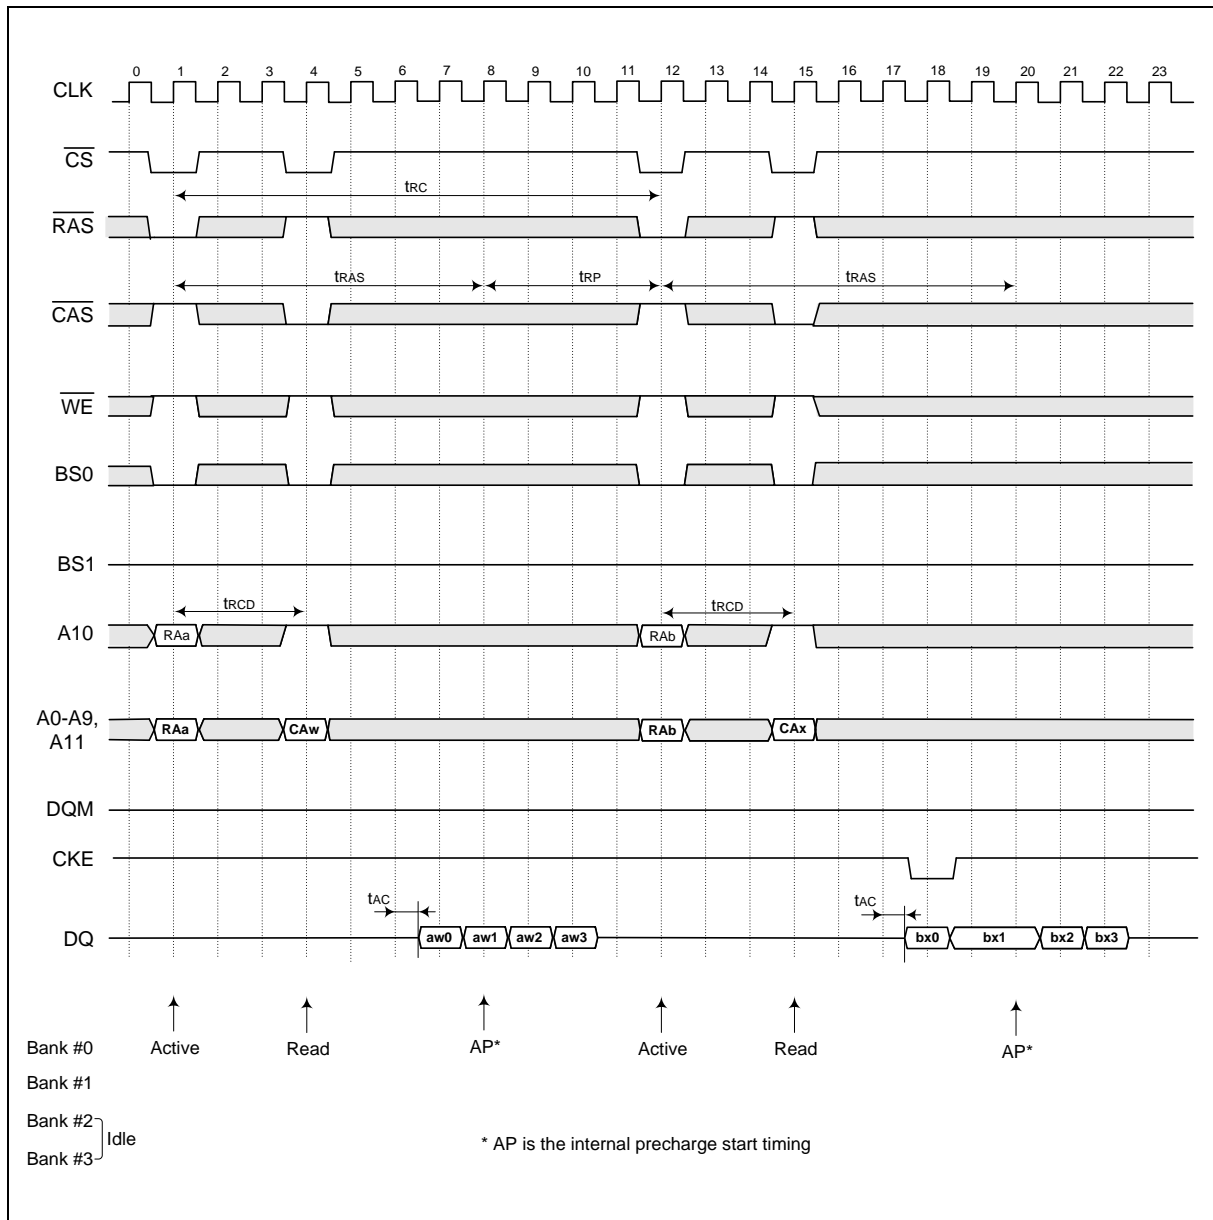 0 1 2 3 4 5 6 7 8 9 10 11 12 13 14 15 16 17 18 19 20 21 22 23
CLK
CS
tRC
RAS
tRAS tRP tRAS
CAS
WE
BS0
BS1
tRCD tRCD
A10 RAa RAb
A0-A9,
A11 RAa CAw RAb CAx
DQM
CKE
tAC tAC
DQ aw0 aw1 aw2 aw3 bx0 bx1 bx2 bx3
Bank #0 Active Read AP* Active Read AP*
Bank #1
Bank #2
Idle
Bank #3
* AP is the internal precharge start timing